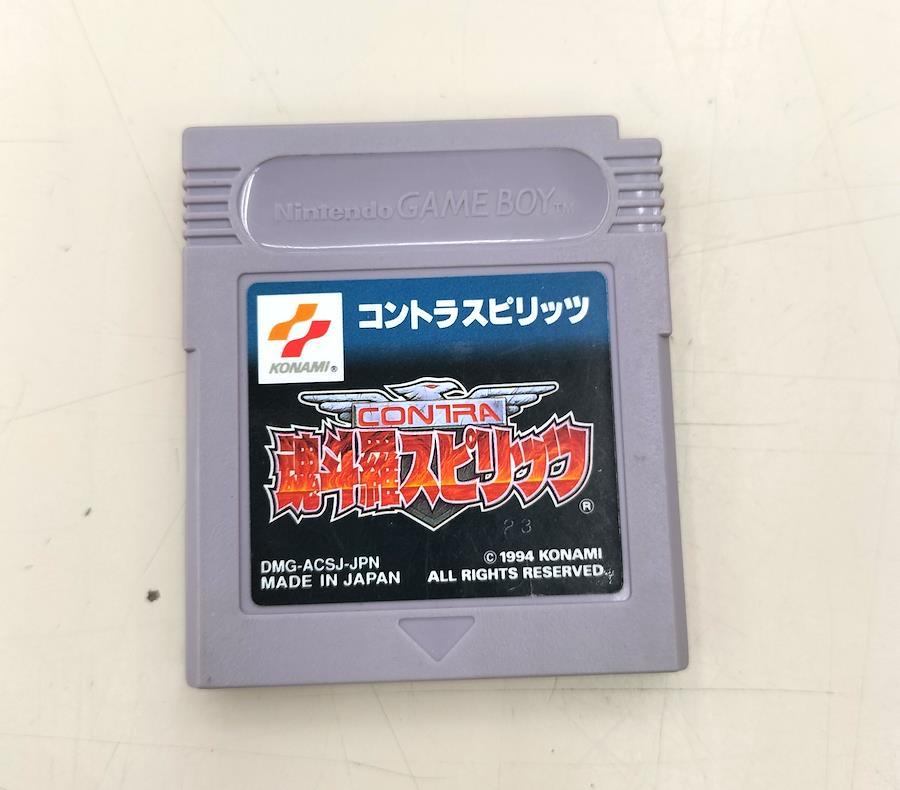 Nintendo GAME BOY™
コントラスピリッツ
KONAMI®
CONTRA
魂斗羅スピリッツ®
23
DMG-ACSJ-JPN
MADE IN JAPAN
© 1994 KONAMI
ALL RIGHTS RESERVED